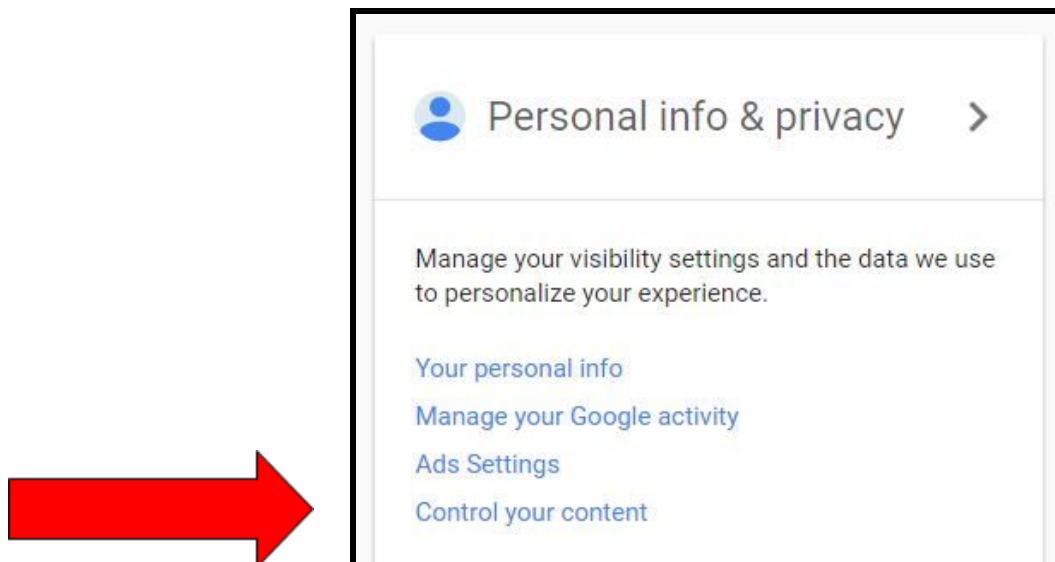 Personal info & privacy
Manage your visibility settings and the data we use
to personalize your experience.
Your personal info
Manage your Google activity
Ads Settings
Control your content